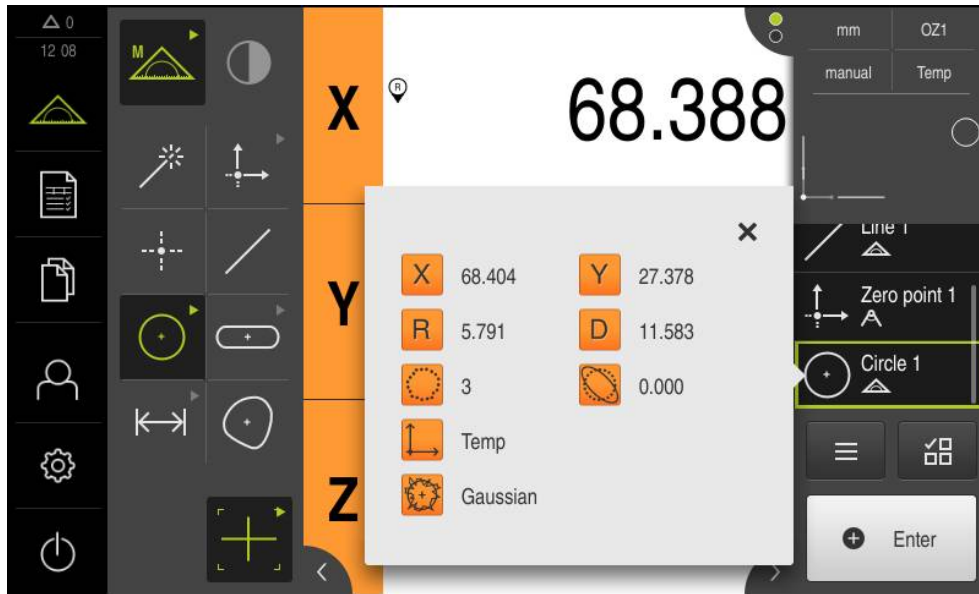 0
12 08
M
X
R
68.388
Y
Z
X 68.404
Y 27.378
R 5.791
D 11.583
3
0.000
Temp
Gaussian
mm
OZ1
manual
Temp
Line 1
Zero point 1
Circle 1
Enter